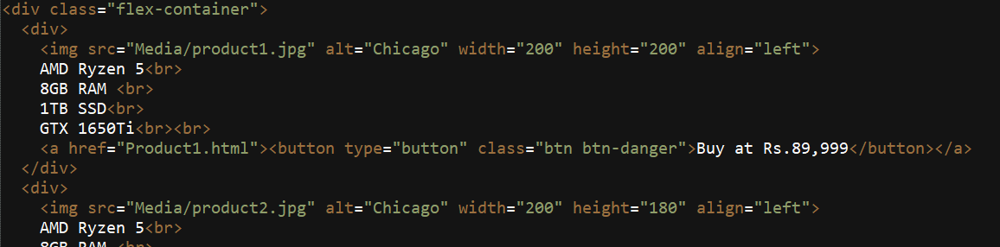 <div class="flex-container">
<div>
<img src="Media/product1.jpg" alt="Chicago" width="200" height="200" align="left">
AMD Ryzen 5<br>
8GB RAM <br>
1TB SSD<br>
GTX 1650Ti<br><br>
<a href="Product1.html"><button type="button" class="btn btn-danger">Buy at Rs.89,999</button></a>
</div>
<div>
<img src="Media/product2.jpg" alt="Chicago" width="200" height="180" align="left">
AMD Ryzen 5<br>
8GB RAM <br>